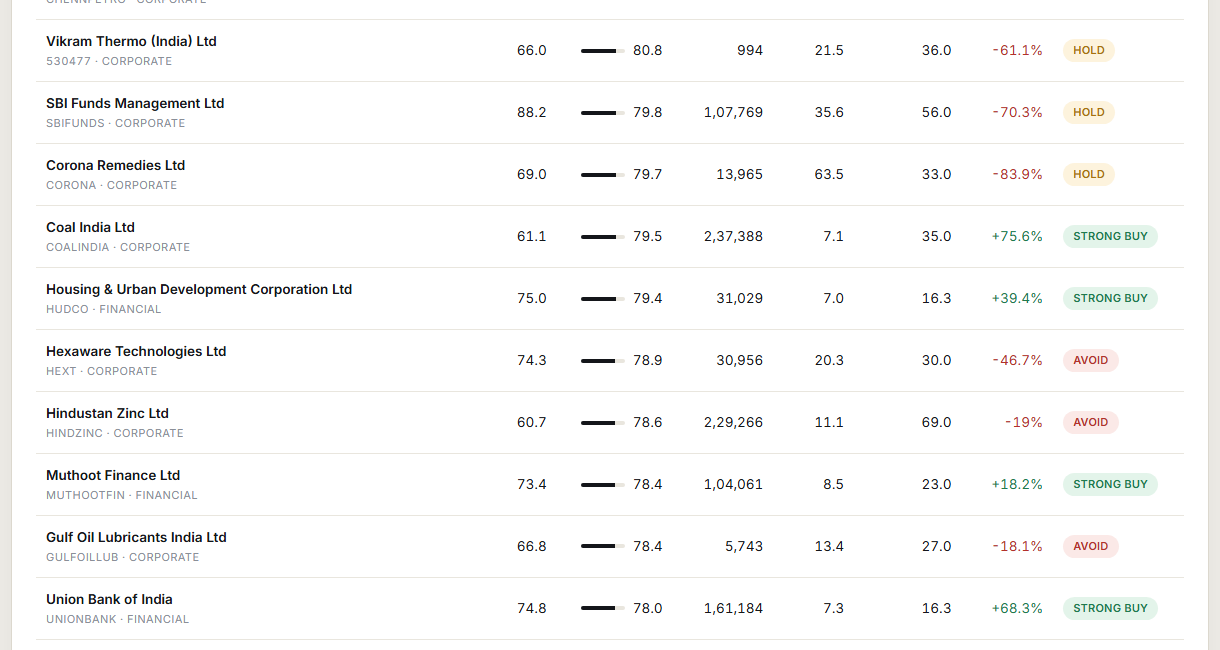 CHENNPETRO · CORPORATE
Vikram Thermo (India) Ltd
530477 · CORPORATE
66.0 80.8 994 21.5 36.0 -61.1% HOLD
SBI Funds Management Ltd
SBIFUNDS · CORPORATE
88.2 79.8 1,07,769 35.6 56.0 -70.3% HOLD
Corona Remedies Ltd
CORONA · CORPORATE
69.0 79.7 13,965 63.5 33.0 -83.9% HOLD
Coal India Ltd
COALINDIA · CORPORATE
61.1 79.5 2,37,388 7.1 35.0 +75.6% STRONG BUY
Housing & Urban Development Corporation Ltd
HUDCO · FINANCIAL
75.0 79.4 31,029 7.0 16.3 +39.4% STRONG BUY
Hexaware Technologies Ltd
HEXT · CORPORATE
74.3 78.9 30,956 20.3 30.0 -46.7% AVOID
Hindustan Zinc Ltd
HINDZINC · CORPORATE
60.7 78.6 2,29,266 11.1 69.0 -19% AVOID
Muthoot Finance Ltd
MUTHOOTFIN · FINANCIAL
73.4 78.4 1,04,061 8.5 23.0 +18.2% STRONG BUY
Gulf Oil Lubricants India Ltd
GULFOILLUB · CORPORATE
66.8 78.4 5,743 13.4 27.0 -18.1% AVOID
Union Bank of India
UNIONBANK · FINANCIAL
74.8 78.0 1,61,184 7.3 16.3 +68.3% STRONG BUY